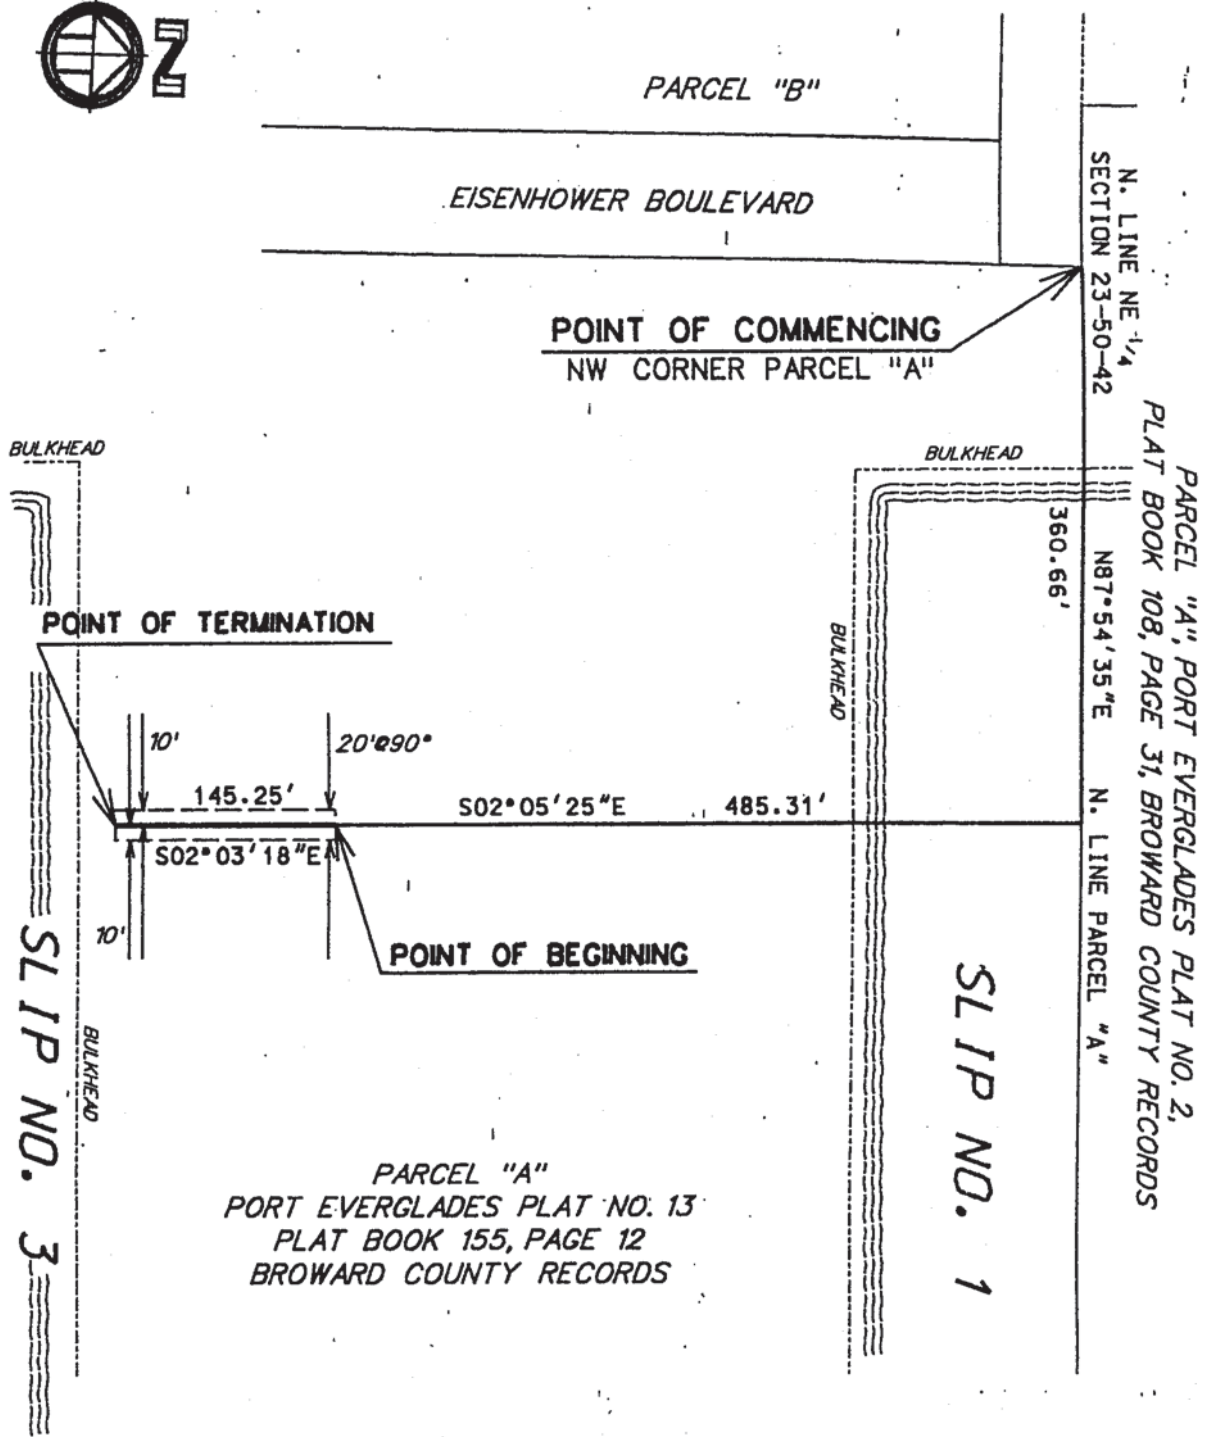 Z
PARCEL "B"
EISENHOWER BOULEVARD
N. LINE NE 1/4
SECTION 23-50-42
POINT OF COMMENCING
NW CORNER PARCEL "A"
PARCEL "A", PORT EVERGLADES PLAT NO. 2,
PLAT BOOK 108, PAGE 31, BROWARD COUNTY RECORDS
BULKHEAD
BULKHEAD
360.66'
N87°54'35"E
N. LINE PARCEL "A"
BULKHEAD
POINT OF TERMINATION
10'
20'@90°
145.25'
S02°05'25"E
485.31'
S02°03'18"E
10'
POINT OF BEGINNING
SLIP NO. 1
SLIP NO. 3
BULKHEAD
PARCEL "A"
PORT EVERGLADES PLAT NO. 13
PLAT BOOK 155, PAGE 12
BROWARD COUNTY RECORDS